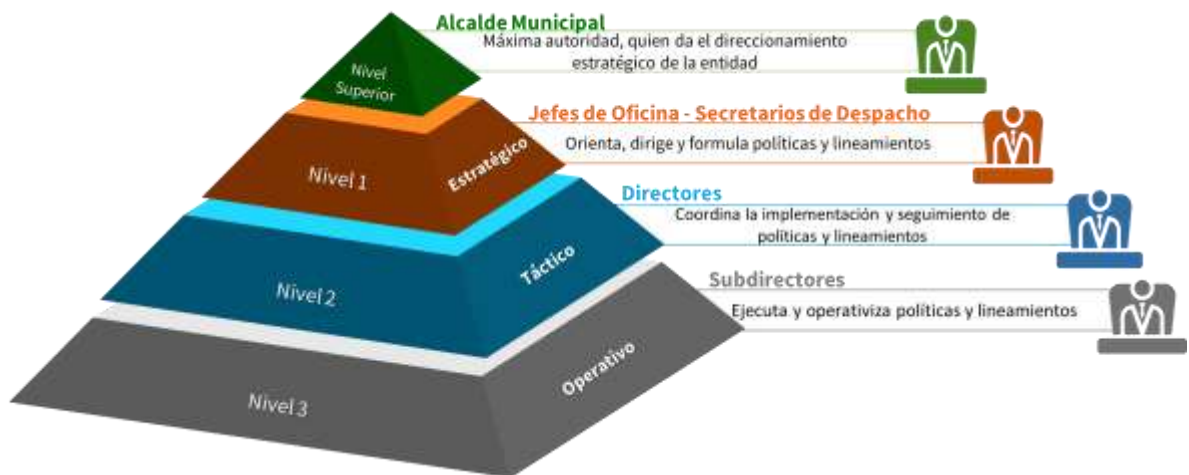 Alcalde Municipal
Máxima autoridad, quien da el direccionamiento
estratégico de la entidad
Nivel
Superior
Jefes de Oficina - Secretarios de Despacho
Orienta, dirige y formula políticas y lineamientos
Nivel 1
Estratégico
Directores
Coordina la implementación y seguimiento de
políticas y lineamientos
Nivel 2
Táctico
Subdirectores
Ejecuta y operativiza políticas y lineamientos
Nivel 3
Operativo